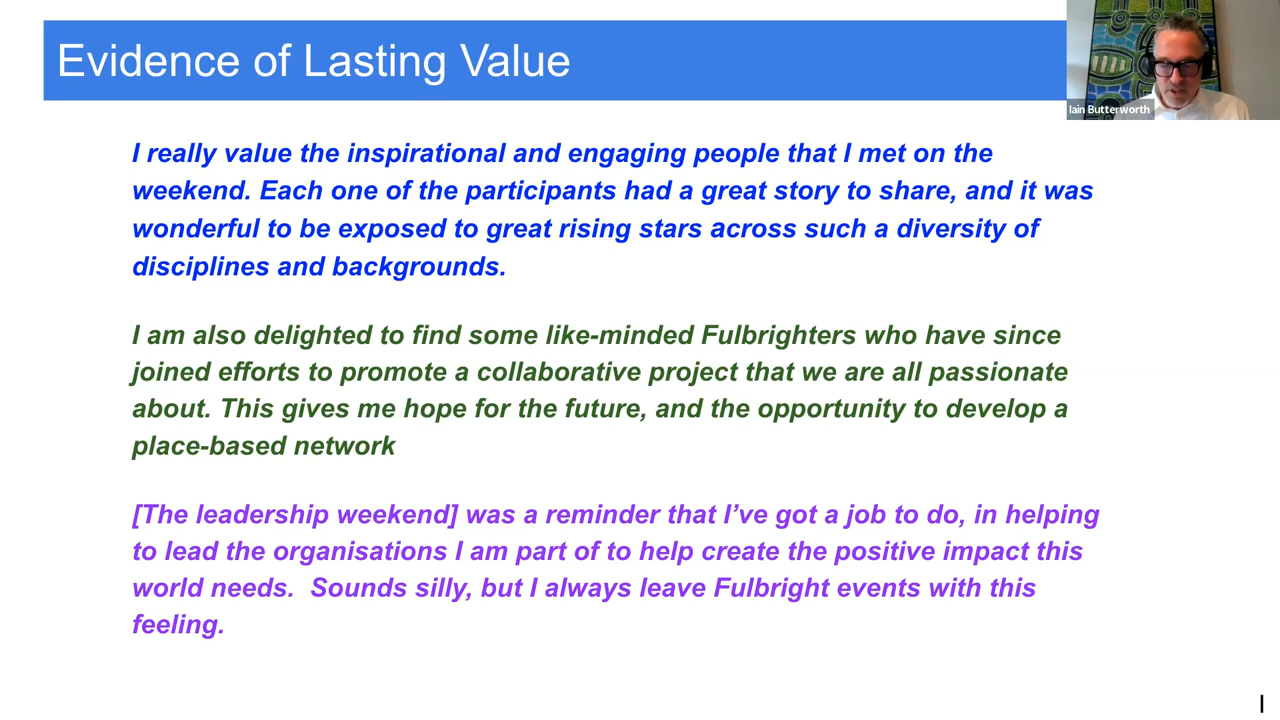 Evidence of Lasting Value
Iain Butterworth
I really value the inspirational and engaging people that I met on the
weekend. Each one of the participants had a great story to share, and it was
wonderful to be exposed to great rising stars across such a diversity of
disciplines and backgrounds.
I am also delighted to find some like-minded Fulbrighters who have since
joined efforts to promote a collaborative project that we are all passionate
about. This gives me hope for the future, and the opportunity to develop a
place-based network
[The leadership weekend] was a reminder that I’ve got a job to do, in helping
to lead the organisations I am part of to help create the positive impact this
world needs.  Sounds silly, but I always leave Fulbright events with this
feeling.